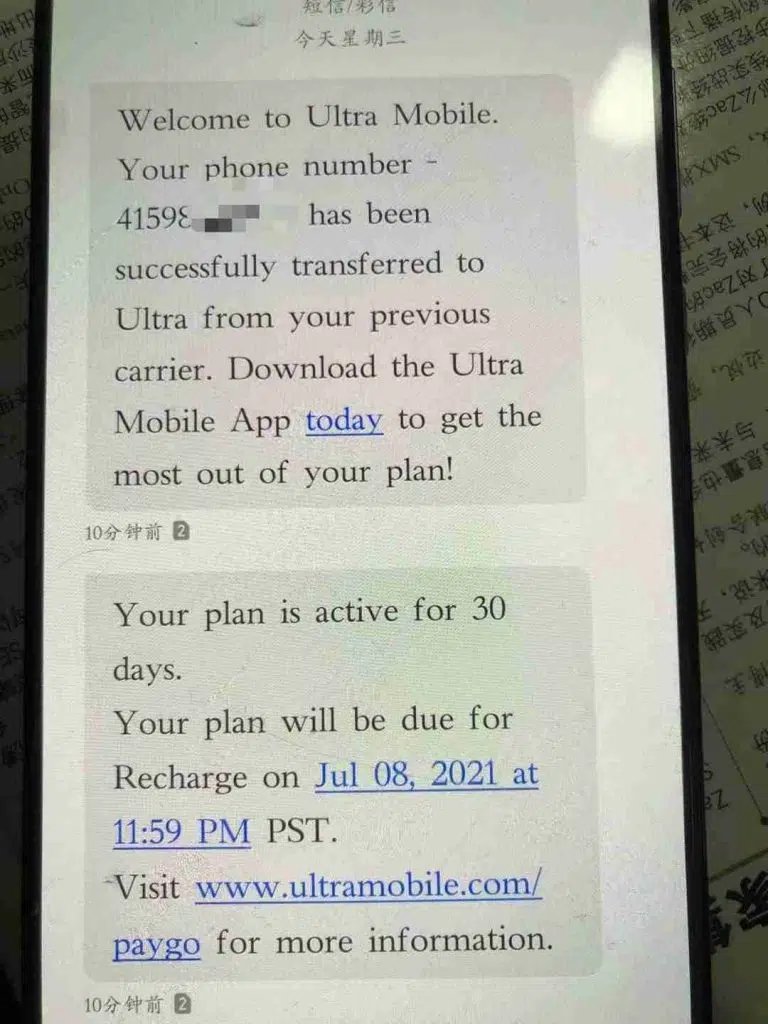 短信/彩信
今天星期三
Welcome to Ultra Mobile.
Your phone number -
41598 has been
successfully transferred to
Ultra from your previous
carrier. Download the Ultra
Mobile App today to get the
most out of your plan!
10分钟前 2
Your plan is active for 30
days.
Your plan will be due for
Recharge on Jul 08, 2021 at
11:59 PM PST.
Visit www.ultramobile.com/
paygo for more information.
10分钟前 2